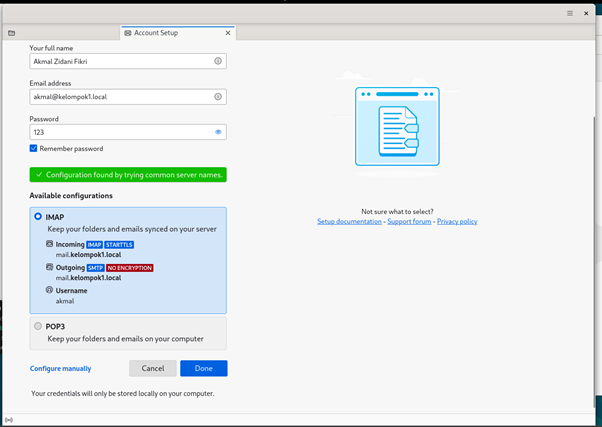 Account Setup
Your full name
Akmal Zidani Fikri
Email address
akmal@kelompok1.local
Password
123
Remember password
Configuration found by trying common server names.
Available configurations
IMAP
Keep your folders and emails synced on your server
Incoming IMAP STARTTLS
mail.kelompok1.local
Outgoing SMTP NO ENCRYPTION
mail.kelompok1.local
Username
akmal
POP3
Keep your folders and emails on your computer
Configure manually Cancel Done
Your credentials will only be stored locally on your computer.
Not sure what to select?
Setup documentation - Support forum - Privacy policy